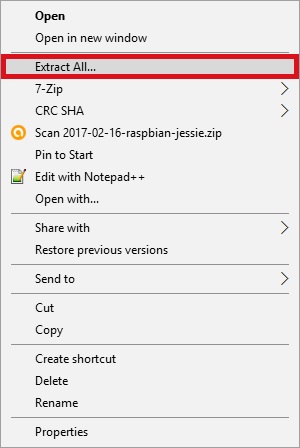 Open
Open in new window
Extract All...
7-Zip
CRC SHA
Scan 2017-02-16-raspbian-jessie.zip
Pin to Start
Edit with Notepad++
Open with...
Share with
Restore previous versions
Send to
Cut
Copy
Create shortcut
Delete
Rename
Properties